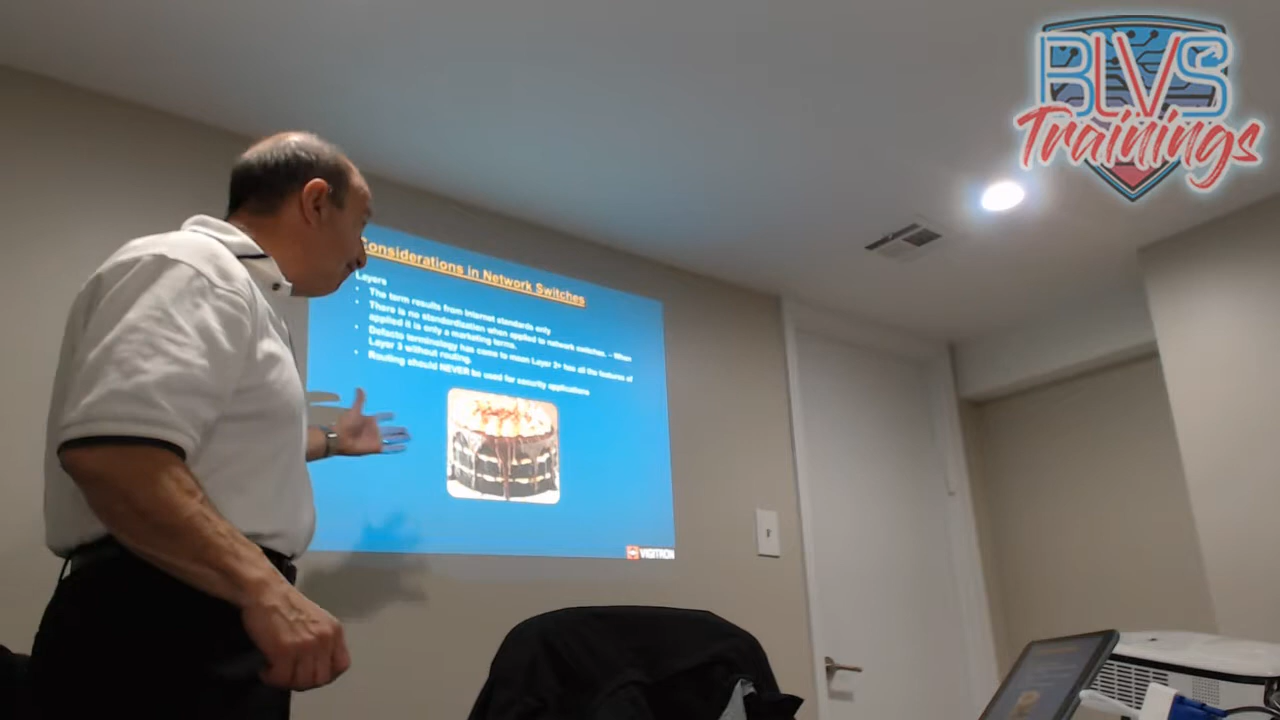 BLVS
Trainings
Considerations in Network Switches
Layers
• The term results from Internet standards only
• There is no standardization when applied to network switches. – When
applied it is only a marketing terms.
• Defacto terminology has come to mean Layer 2+ has all the features of
Layer 3 without routing.
• Routing should NEVER be used for security applications
VIGITRON